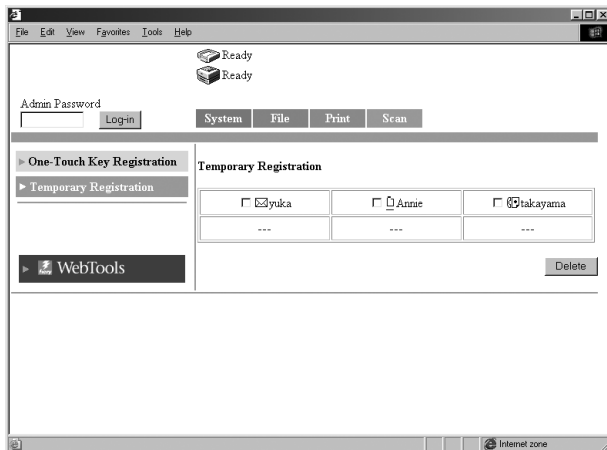 File Edit View Favorites Tools Help
Ready
Ready
Admin Password
Log-in
System File Print Scan
One-Touch Key Registration
Temporary Registration
Temporary Registration
yuka Annie takayama
--- --- ---
WebTools
Delete
Internet zone